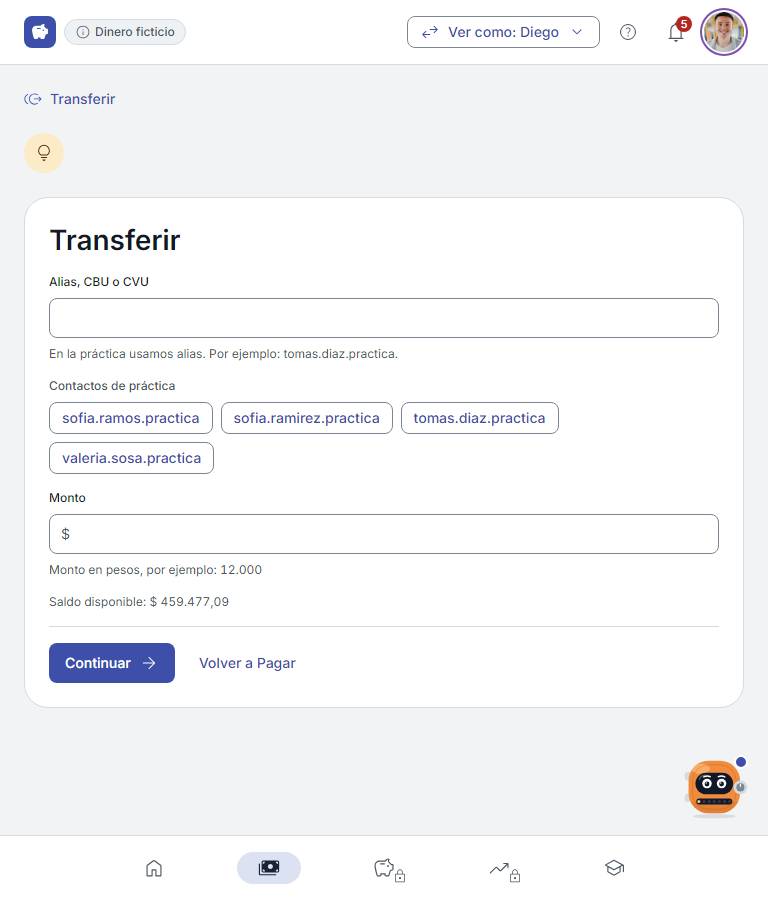 Dinero ficticio
Ver como: Diego
5
Transferir
Transferir
Alias, CBU o CVU
En la práctica usamos alias. Por ejemplo: tomas.diaz.practica.
Contactos de práctica
sofia.ramos.practica sofia.ramirez.practica tomas.diaz.practica
valeria.sosa.practica
Monto
$
Monto en pesos, por ejemplo: 12.000
Saldo disponible: $ 459.477,09
Continuar Volver a Pagar